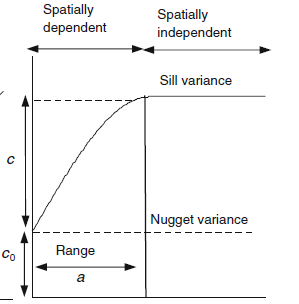 Spatially
dependent
Spatially
independent
Sill variance
c
Nugget variance
c₀
Range
a